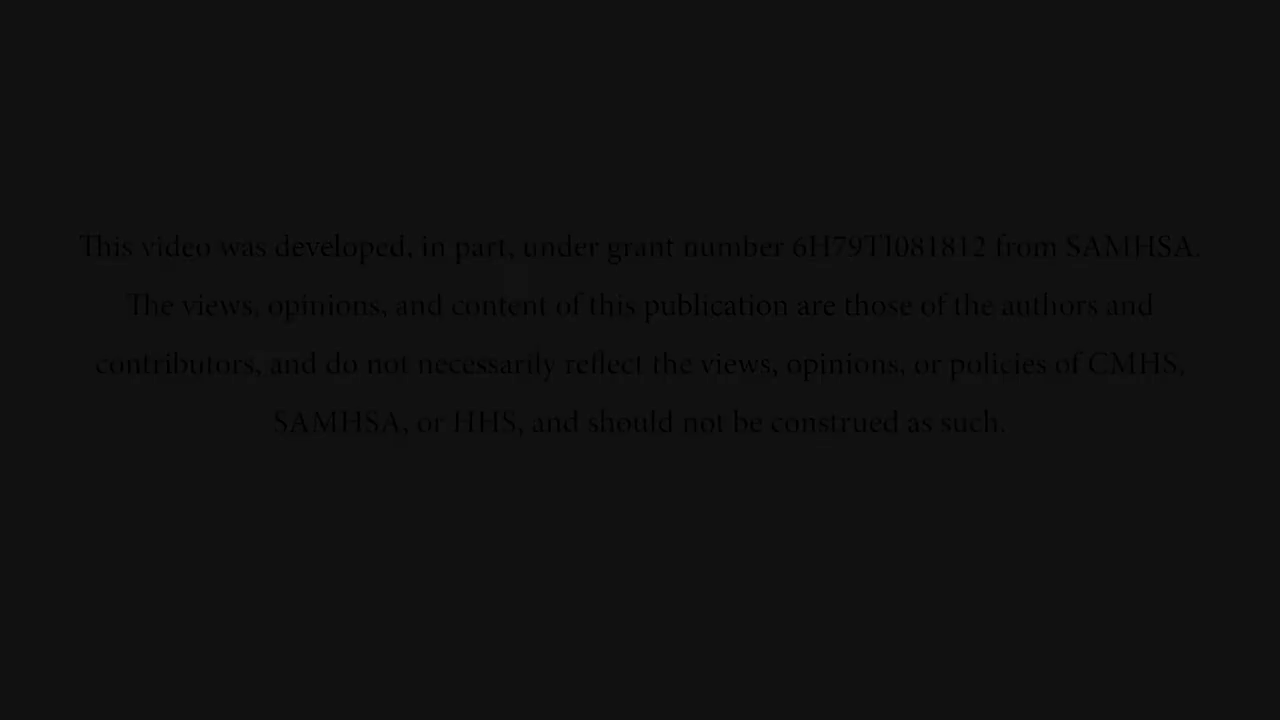 This video was developed, in part, under grant number 6H79TI081812 from SAMHSA.
The views, opinions, and content of this publication are those of the authors and
contributors, and do not necessarily reflect the views, opinions, or policies of CMHS,
SAMHSA, or HHS, and should not be construed as such.